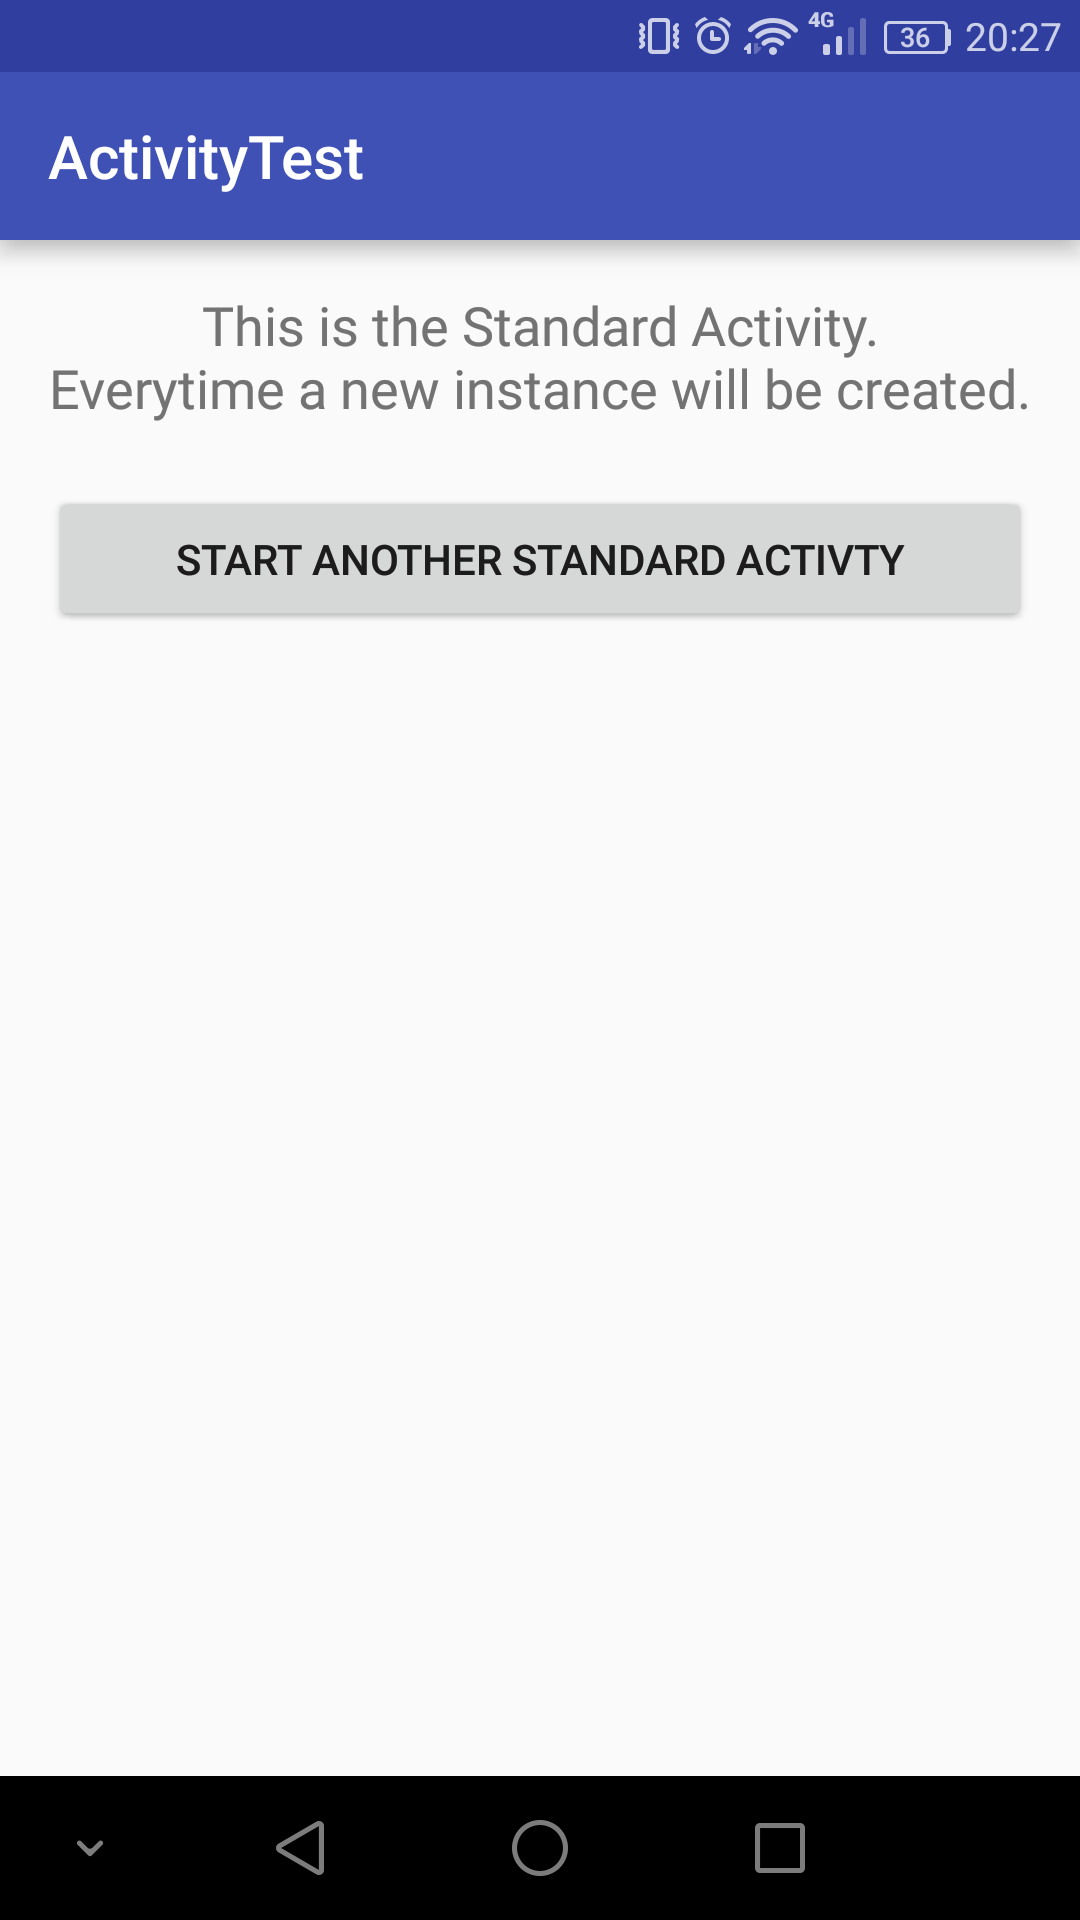 4G 36 20:27
ActivityTest
This is the Standard Activity.
Everytime a new instance will be created.
START ANOTHER STANDARD ACTIVTY